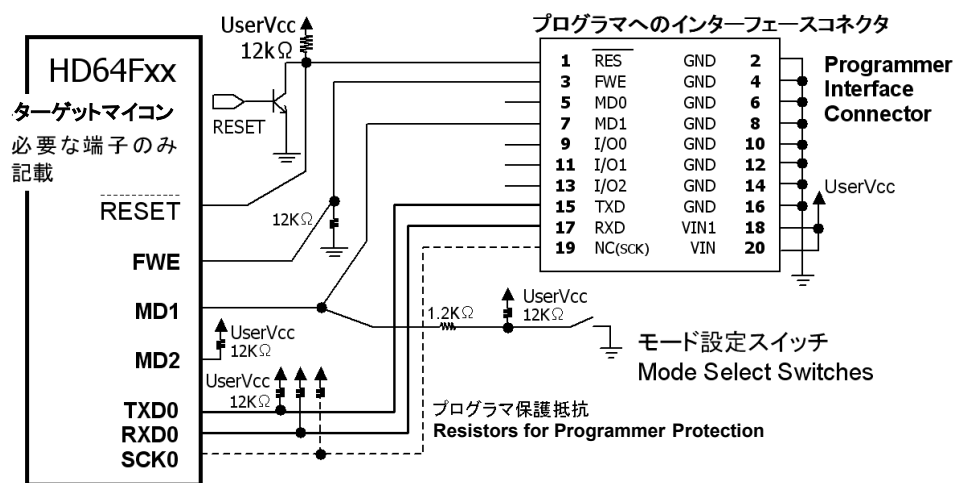 UserVcc
12kΩ
プログラマへのインターフェースコネクタ
HD64Fxx
ターゲットマイコン
必要な端子のみ
記載
RESET
1 RES GND 2
3 FWE GND 4
5 MD0 GND 6
7 MD1 GND 8
9 I/O0 GND 10
11 I/O1 GND 12
13 I/O2 GND 14
15 TXD GND 16
17 RXD VIN1 18
19 NC(SCK) VIN 20
Programmer
Interface
Connector
UserVcc
RESET
12KΩ
FWE
MD1
1.2KΩ
UserVcc
12KΩ
UserVcc
12KΩ
MD2
モード設定スイッチ
Mode Select Switches
UserVcc
12KΩ
TXD0
RXD0
SCK0
プログラマ保護抵抗
Resistors for Programmer Protection